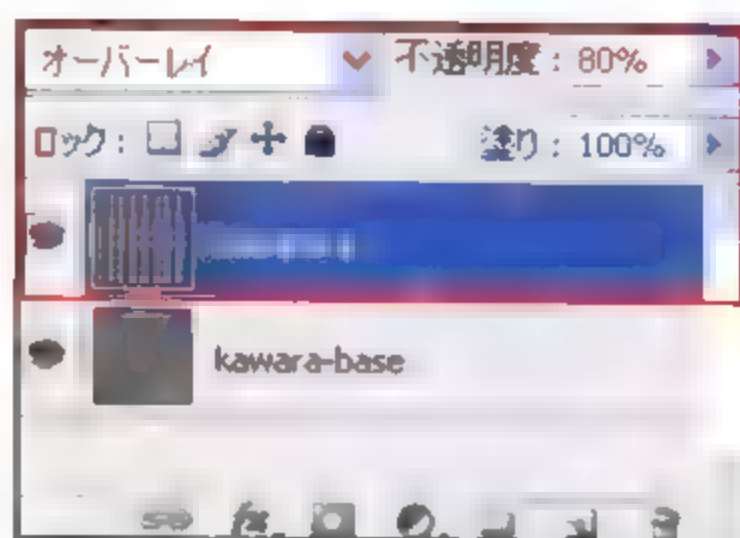 オーバーレイ 不透明度 : 80%
ロック : 塗り : 100%
kawara-base
fx